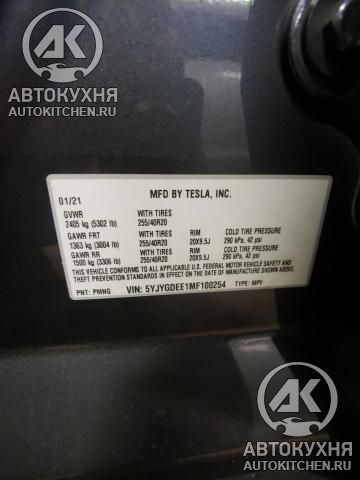 АВТОКУХНЯ
AUTOKITCHEN.RU
АВТОКУХНЯ
AUTOKITCHEN.RU
01/21 MFD BY TESLA, INC.
GVWR WITH TIRES
2405 kg (5302 lb) 255/40R20
GAWR FRT WITH TIRES RIM COLD TIRE PRESSURE
1363 kg (3004 lb) 255/40R20 20X9.5J 290 kPa, 42 psi
GAWR RR WITH TIRES RIM COLD TIRE PRESSURE
1500 kg (3306 lb) 255/40R20 20X9.5J 290 kPa, 42 psi
THIS VEHICLE CONFORMS TO ALL APPLICABLE U.S. FEDERAL MOTOR VEHICLE SAFETY AND
THEFT PREVENTION STANDARDS IN EFFECT ON THE DATE OF MANUFACTURE SHOWN ABOVE.
PNT: PMNG VIN: 5YJYGDEE1MF100254 TYPE: MPV
АК
АВТОКУХНЯ
AUTOKITCHEN.RU